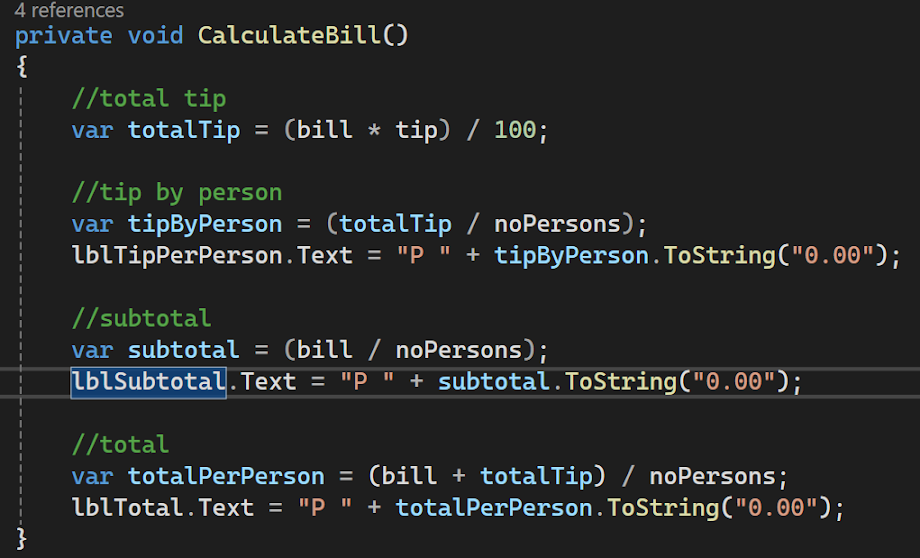 4 references
private void CalculateBill()
{
//total tip
var totalTip = (bill * tip) / 100;
//tip by person
var tipByPerson = (totalTip / noPersons);
lblTipPerPerson.Text = "P " + tipByPerson.ToString("0.00");
//subtotal
var subtotal = (bill / noPersons);
lblSubtotal.Text = "P " + subtotal.ToString("0.00");
//total
var totalPerPerson = (bill + totalTip) / noPersons;
lblTotal.Text = "P " + totalPerPerson.ToString("0.00");
}